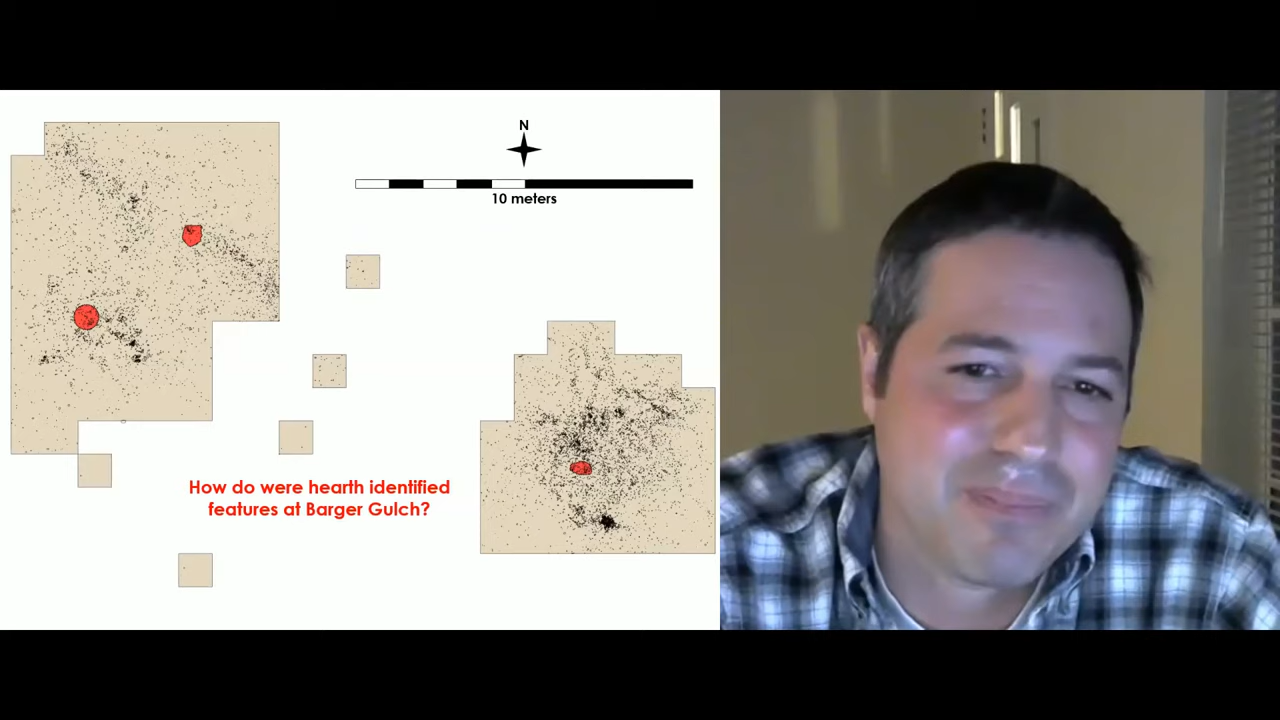 N
10 meters
How do were hearth identified
features at Barger Gulch?